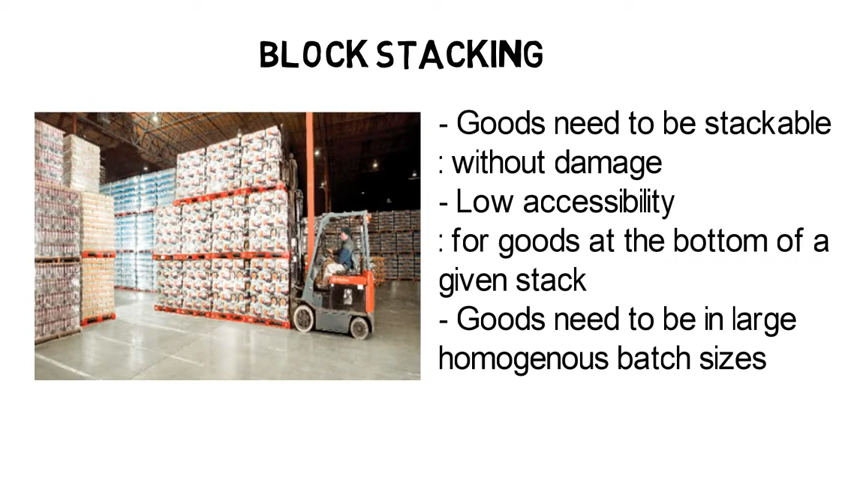 BLOCK STACKING
- Goods need to be stackable
: without damage
- Low accessibility
: for goods at the bottom of a
given stack
- Goods need to be in large
homogenous batch sizes